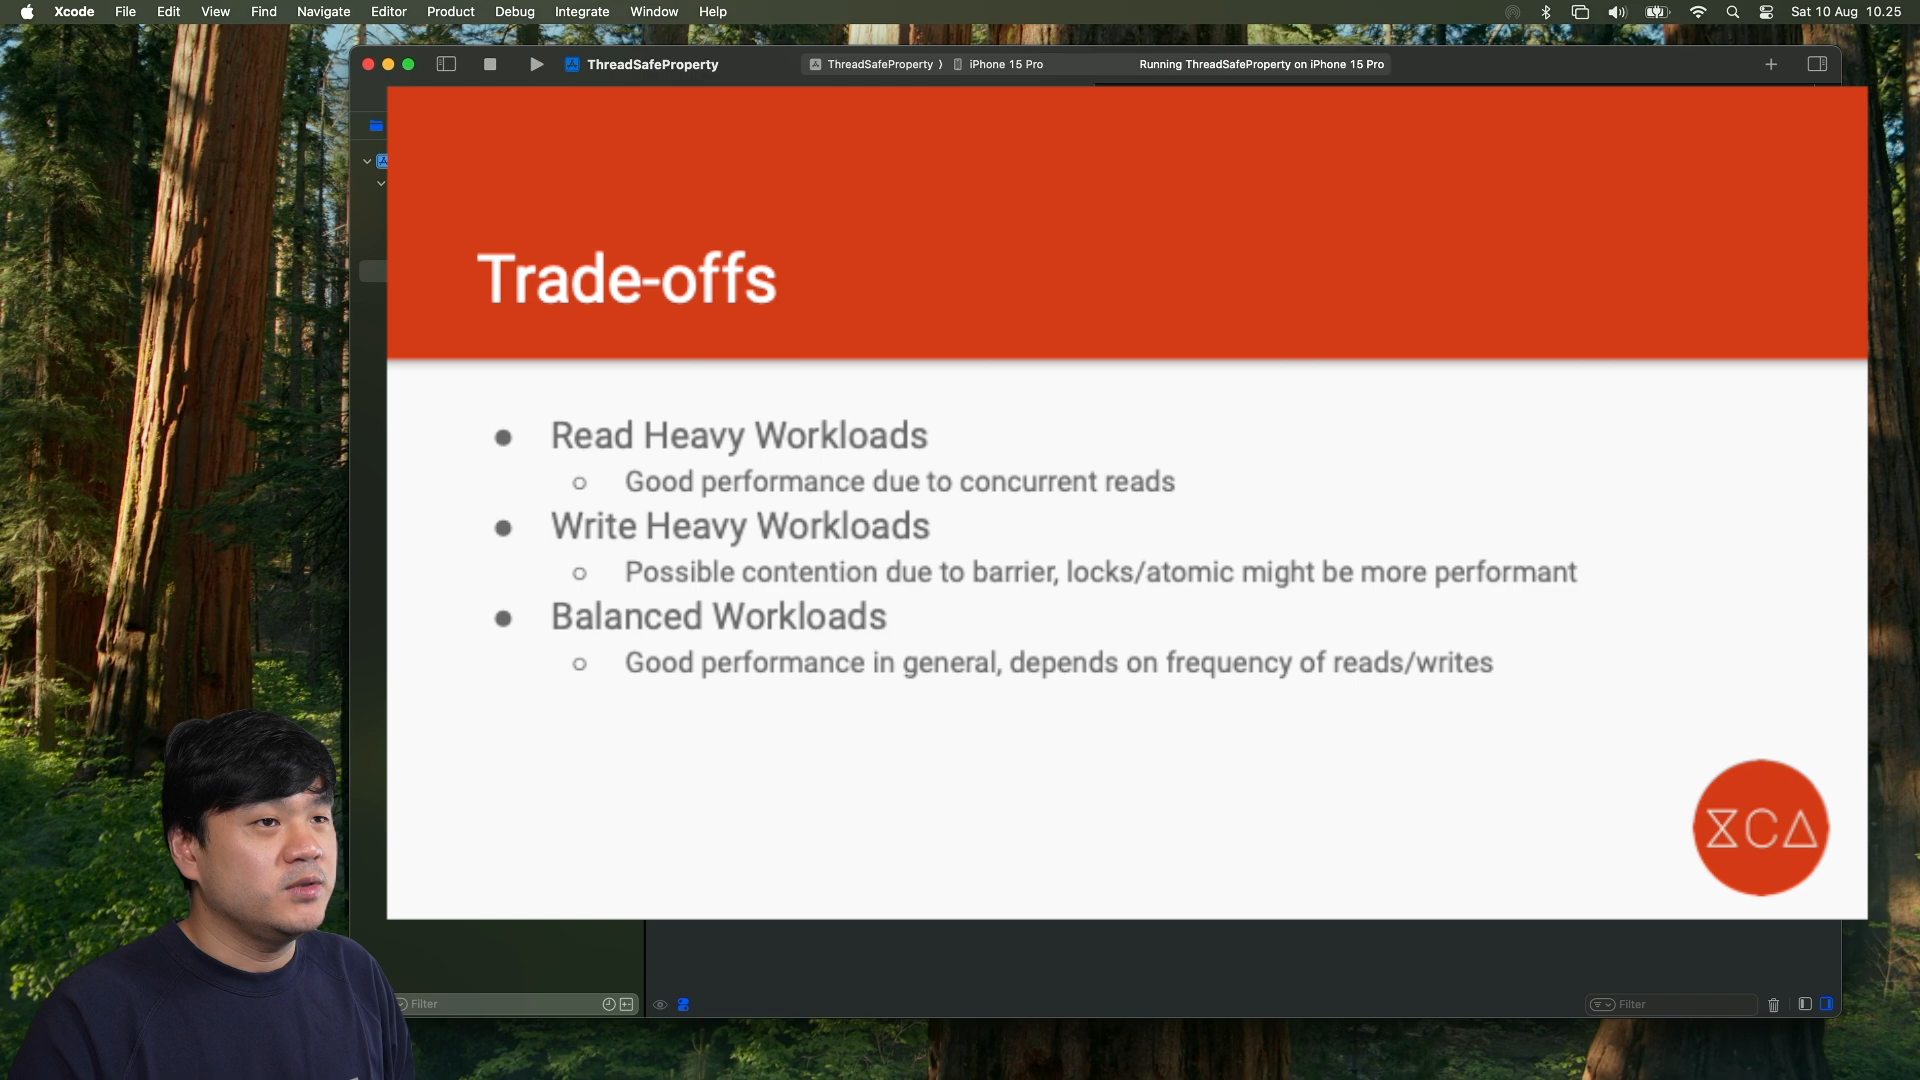 Xcode File Edit View Find Navigate Editor Product Debug Integrate Window Help Sat 10 Aug 10.25
ThreadSafeProperty ThreadSafeProperty ⟩ iPhone 15 Pro Running ThreadSafeProperty on iPhone 15 Pro
Trade-offs
Read Heavy Workloads
Good performance due to concurrent reads
Write Heavy Workloads
Possible contention due to barrier, locks/atomic might be more performant
Balanced Workloads
Good performance in general, depends on frequency of reads/writes
XCA
Filter Filter